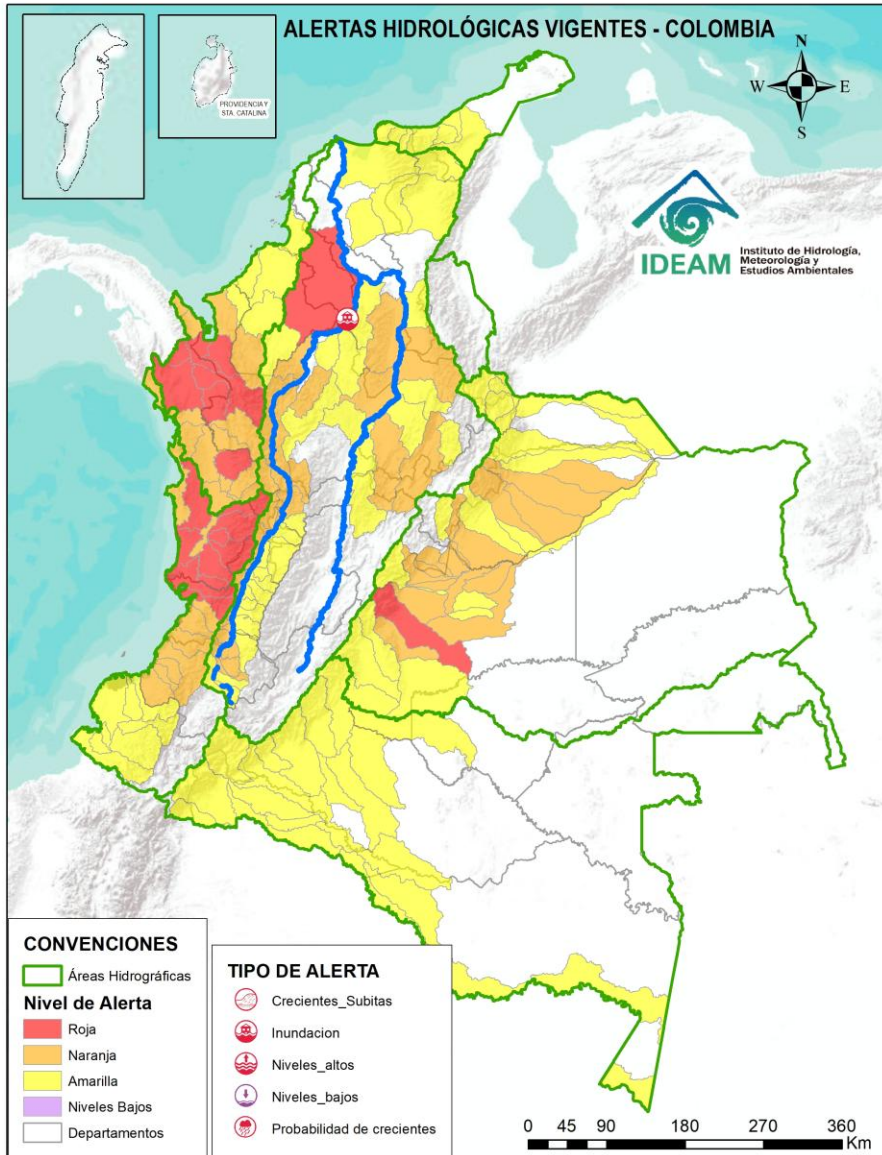 ALERTAS HIDROLÓGICAS VIGENTES - COLOMBIA
PROVIDENCIA Y
STA. CATALINA
N
W
E
S
IDEAM
Instituto de Hidrología,
Meteorología y
Estudios Ambientales
CONVENCIONES
Áreas Hidrográficas
Nivel de Alerta
Roja
Naranja
Amarilla
Niveles Bajos
Departamentos
TIPO DE ALERTA
Crecientes_Subitas
Inundacion
Niveles_altos
Niveles_bajos
Probabilidad de crecientes
0 45 90 180 270 360
Km